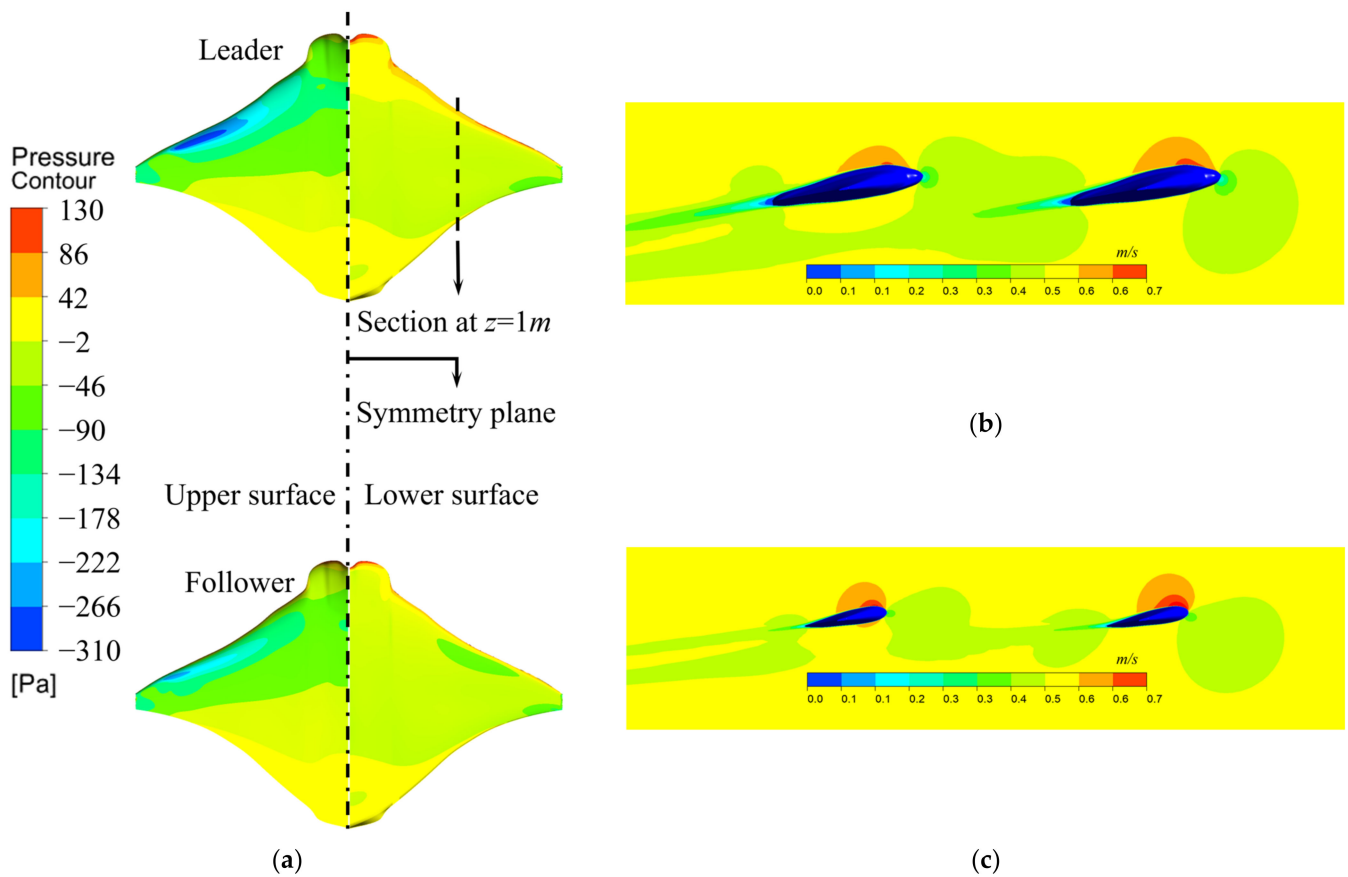 Leader
Pressure
Contour
130
86
42
−2
−46
−90
−134
−178
−222
−266
−310
[Pa]
Section at z=1m
Symmetry plane
Upper surface
Lower surface
Follower
(a)
m/s
0.0 0.1 0.1 0.2 0.3 0.3 0.4 0.5 0.6 0.6 0.7
(b)
m/s
0.0 0.1 0.1 0.2 0.3 0.3 0.4 0.5 0.6 0.6 0.7
(c)